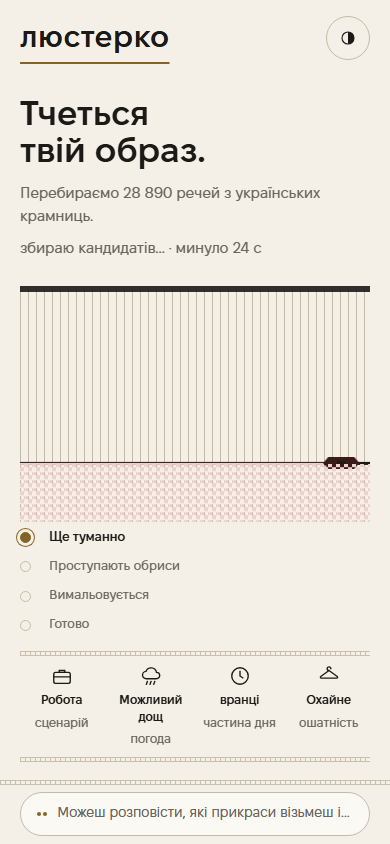 люстерко
Тчеться
твій образ.
Перебираємо 28 890 речей з українських
крамниць.
збираю кандидатів... · минуло 24 с
Ще туманно
Проступають обриси
Вимальовується
Готово
Робота
сценарій
Можливий
дощ
погода
вранці
частина дня
Охайне
ошатність
Можеш розповісти, які прикраси візьмеш і...